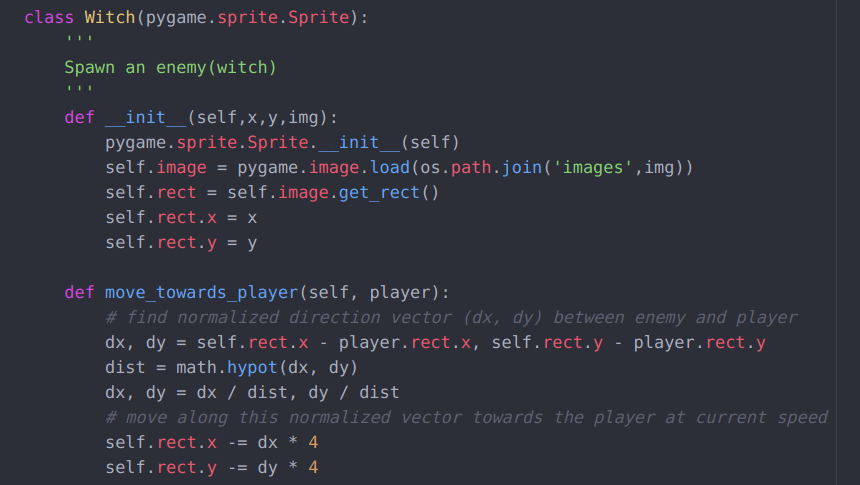 class Witch(pygame.sprite.Sprite):
    '''
    Spawn an enemy(witch)
    '''
    def __init__(self,x,y,img):
        pygame.sprite.Sprite.__init__(self)
        self.image = pygame.image.load(os.path.join('images',img))
        self.rect = self.image.get_rect()
        self.rect.x = x
        self.rect.y = y

    def move_towards_player(self, player):
        # find normalized direction vector (dx, dy) between enemy and player
        dx, dy = self.rect.x - player.rect.x, self.rect.y - player.rect.y
        dist = math.hypot(dx, dy)
        dx, dy = dx / dist, dy / dist
        # move along this normalized vector towards the player at current speed
        self.rect.x -= dx * 4
        self.rect.y -= dy * 4